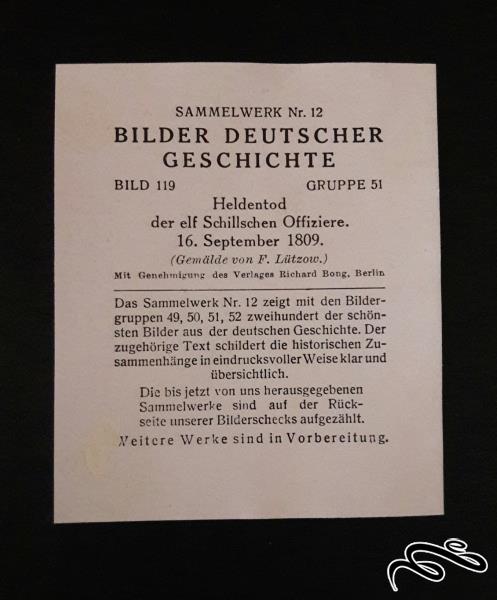 SAMMELWERK Nr. 12
BILDER DEUTSCHER
GESCHICHTE
BILD 119 GRUPPE 51
Heldentod
der elf Schillschen Offiziere.
16. September 1809.
(Gemälde von F. Lützow.)
Mit Genehmigung des Verlages Richard Bong, Berlin
Das Sammelwerk Nr. 12 zeigt mit den Bilder-
gruppen 49, 50, 51, 52 zweihundert der schön-
sten Bilder aus der deutschen Geschichte. Der
zugehörige Text schildert die historischen Zu-
sammenhänge in eindrucksvoller Weise klar und
übersichtlich.
Die bis jetzt von uns herausgegebenen
Sammelwerke sind auf der Rück-
seite unserer Bilderschecks aufgezählt.
Weitere Werke sind in Vorbereitung.